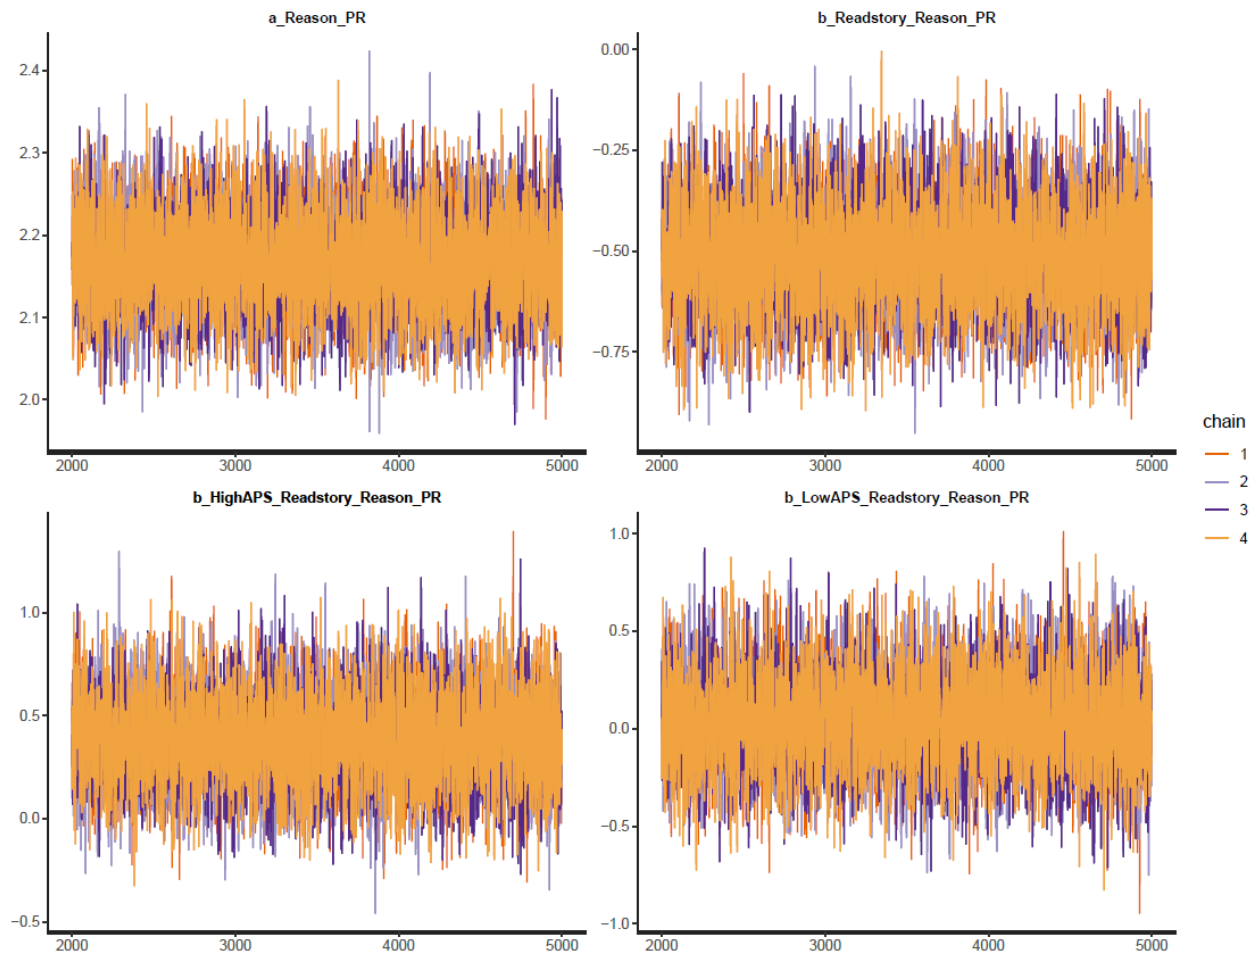 a_Reason_PR
b_Readstory_Reason_PR
2.4
2.3
2.2
2.1
2.0
0.00
−0.25
−0.50
−0.75
2000 3000 4000 5000
2000 3000 4000 5000
b_HighAPS_Readstory_Reason_PR
b_LowAPS_Readstory_Reason_PR
1.0
0.5
0.0
−0.5
1.0
0.5
0.0
−0.5
−1.0
2000 3000 4000 5000
2000 3000 4000 5000
chain
1
2
3
4